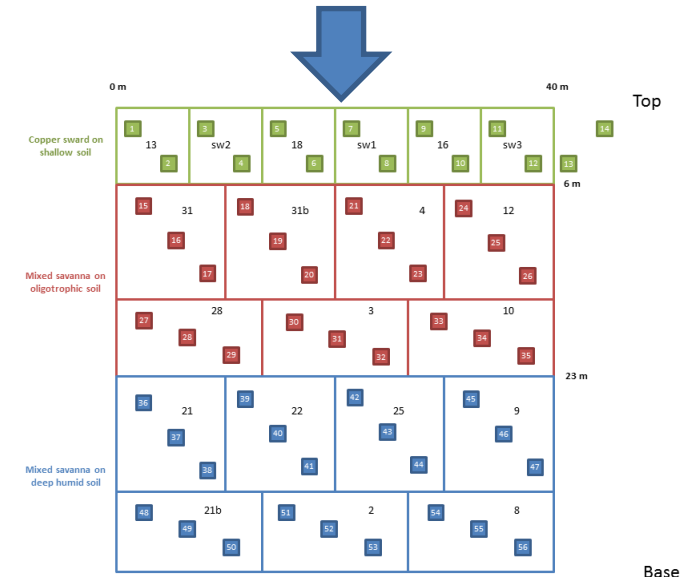 0 m
40 m
Top
Copper sward on
shallow soil
1 3 5 7 9 11 14
13 sw2 18 sw1 16 sw3
2 4 6 8 10 12 13
6 m
15 31 18 31b 21 4 24 12
16 19 22 25
17 20 23 26
Mixed savanna on
oligotrophic soil
28 3 10
27 30 33
28 31 34
29 32 35
23 m
36 21 39 22 42 25 45 9
37 40 43 46
38 41 44 47
Mixed savanna on
deep humid soil
48 21b 51 2 54 8
49 52 55
50 53 56
Base